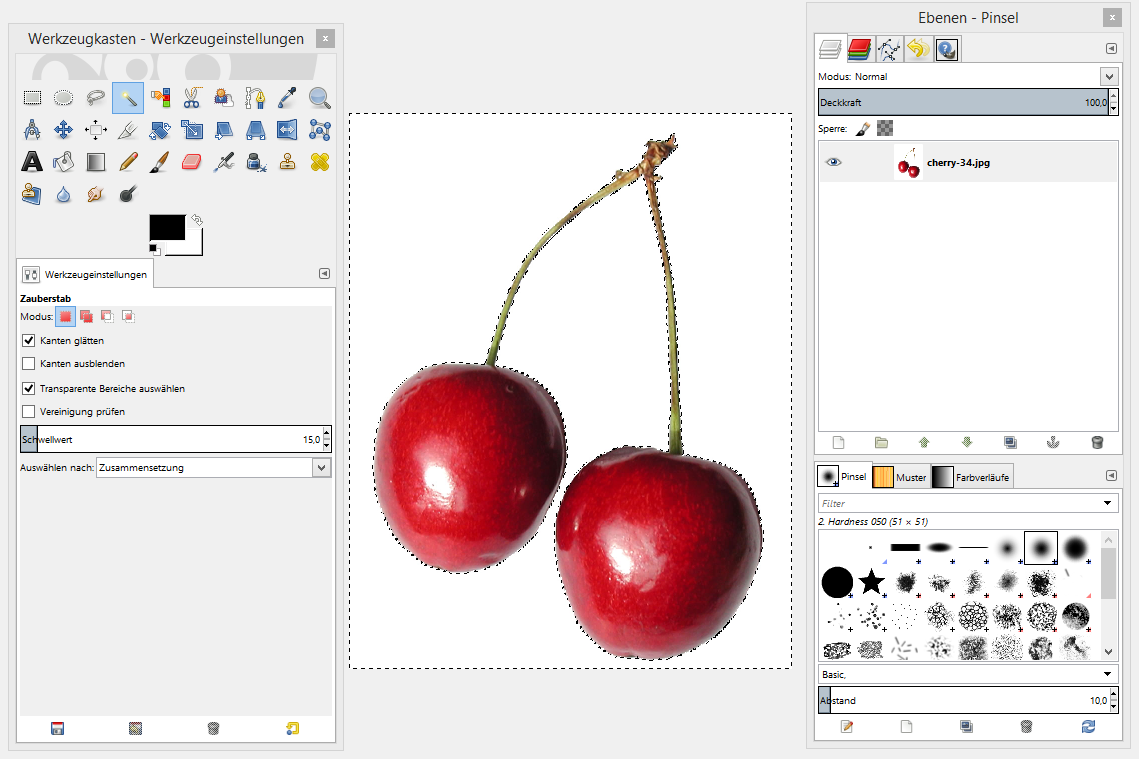 Werkzeugkasten - Werkzeugeinstellungen
Werkzeugeinstellungen
Zauberstab
Modus:
Kanten glätten
Kanten ausblenden
Transparente Bereiche auswählen
Vereinigung prüfen
Schwellwert 15,0
Auswählen nach: Zusammensetzung
Ebenen - Pinsel
Modus: Normal
Deckkraft 100,0
Sperre:
cherry-34.jpg
Pinsel Muster Farbverläufe
Filter
2. Hardness 050 (51 × 51)
Basic,
Abstand 10,0